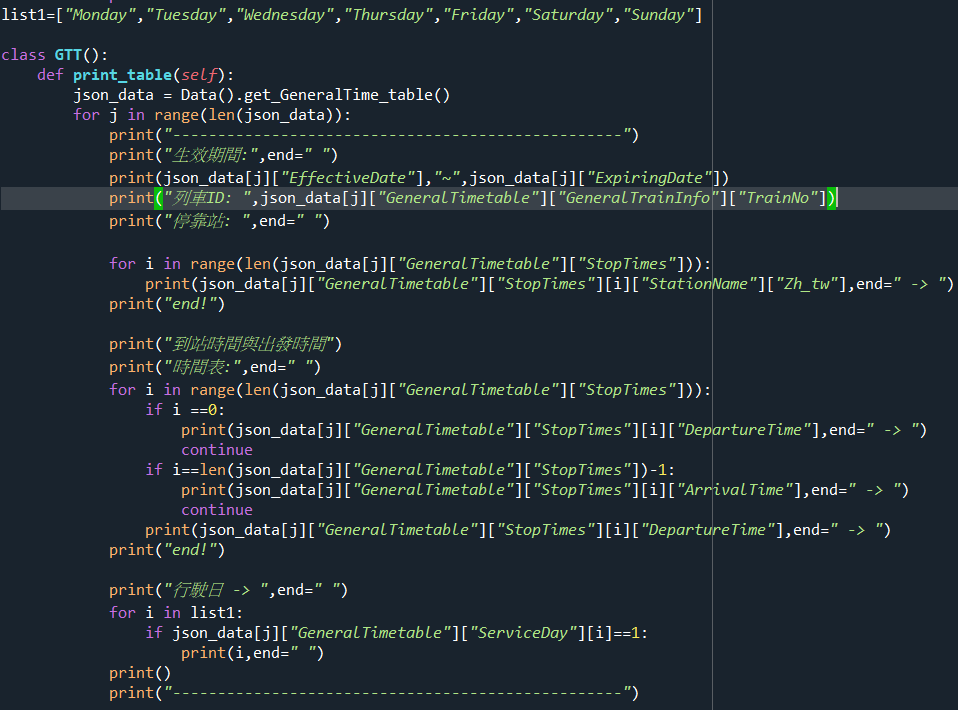 list1=["Monday","Tuesday","Wednesday","Thursday","Friday","Saturday","Sunday"]
class GTT():
    def print_table(self):
        json_data = Data().get_GeneralTime_table()
        for j in range(len(json_data)):
            print("--------------------------------------------------")
            print("生效期間:",end=" ")
            print(json_data[j]["EffectiveDate"],"~",json_data[j]["ExpiringDate"])
            print("列車ID: ",json_data[j]["GeneralTimetable"]["GeneralTrainInfo"]["TrainNo"])
            print("停靠站: ",end=" ")
            for i in range(len(json_data[j]["GeneralTimetable"]["StopTimes"])):
                print(json_data[j]["GeneralTimetable"]["StopTimes"][i]["StationName"]["Zh_tw"],end=" -> ")
            print("end!")
            print("到站時間與出發時間")
            print("時間表:",end=" ")
            for i in range(len(json_data[j]["GeneralTimetable"]["StopTimes"])):
                if i ==0:
                    print(json_data[j]["GeneralTimetable"]["StopTimes"][i]["DepartureTime"],end=" -> ")
                    continue
                if i==len(json_data[j]["GeneralTimetable"]["StopTimes"])-1:
                    print(json_data[j]["GeneralTimetable"]["StopTimes"][i]["ArrivalTime"],end=" -> ")
                    continue
                print(json_data[j]["GeneralTimetable"]["StopTimes"][i]["DepartureTime"],end=" -> ")
            print("end!")
            print("行駛日 -> ",end=" ")
            for i in list1:
                if json_data[j]["GeneralTimetable"]["ServiceDay"][i]==1:
                    print(i,end=" ")
            print()
            print("--------------------------------------------------")